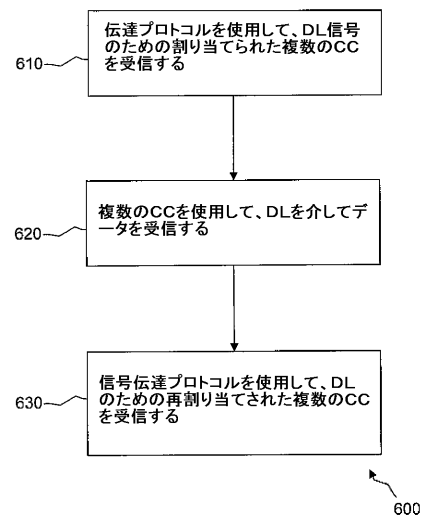 伝達プロトコルを使用して、DL信号
のための割り当てられた複数のCC
を受信する
610
複数のCCを使用して、DLを介してデ
ータを受信する
620
信号伝達プロトコルを使用して、DL
のための再割り当てされた複数のCC
を受信する
630
600